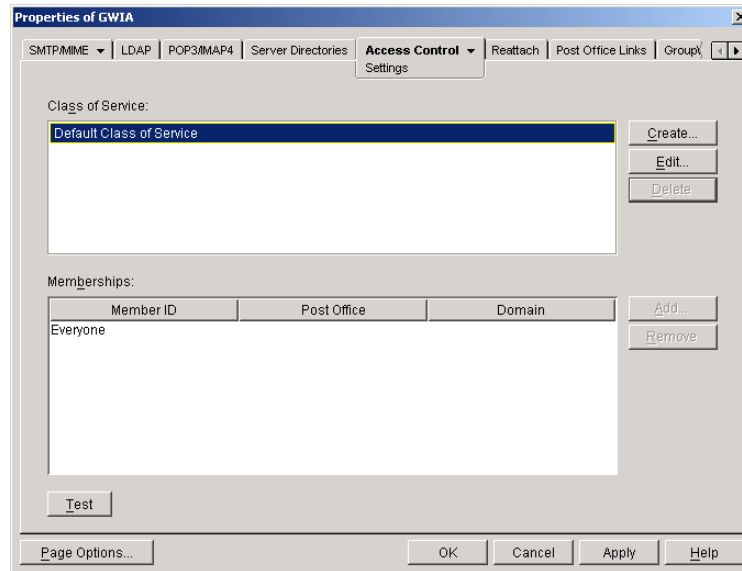 Properties of GWIA
SMTP/MIME LDAP POP3/IMAP4 Server Directories Access Control Reattach Post Office Links
Settings
Class of Service:
Default Class of Service
Create...
Edit...
Delete
Memberships:
Member ID Post Office Domain
Everyone
Add...
Remove
Test
Page Options... OK Cancel Apply Help